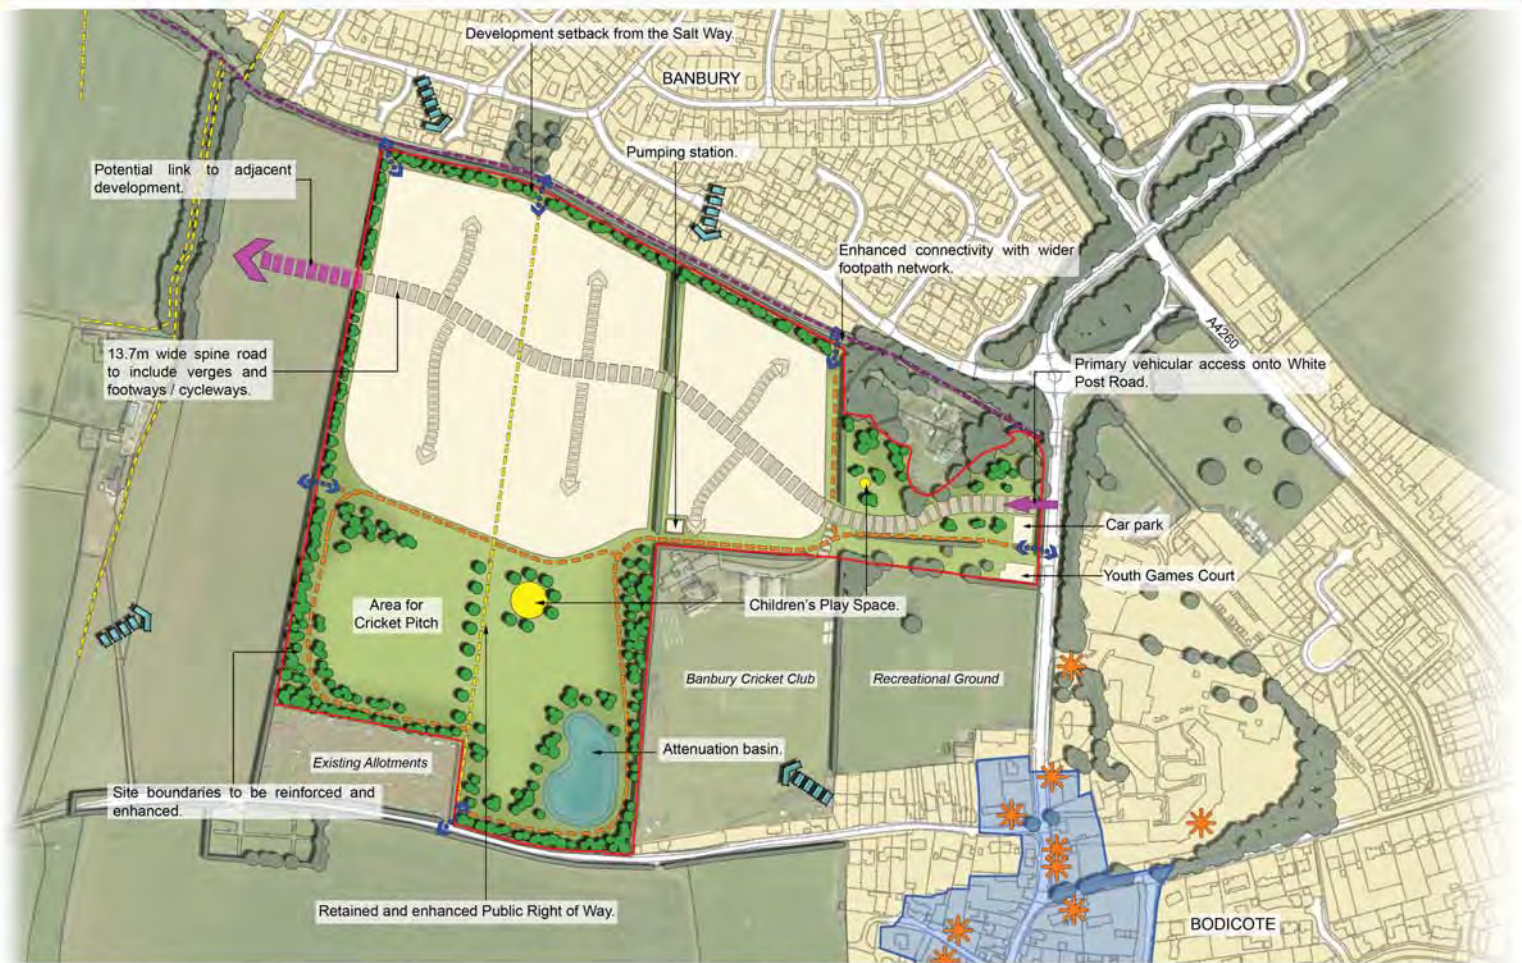 Development setback from the Salt Way.
BANBURY
Pumping station.
Potential link to adjacent
development.
Enhanced connectivity with wider
footpath network.
A4260
13.7m wide spine road
to include verges and
footways / cycleways.
Primary vehicular access onto White
Post Road.
Car park
Youth Games Court
Area for
Cricket Pitch
Children's Play Space.
Banbury Cricket Club
Recreational Ground
Existing Allotments
Attenuation basin.
Site boundaries to be reinforced and
enhanced.
Retained and enhanced Public Right of Way.
BODICOTE